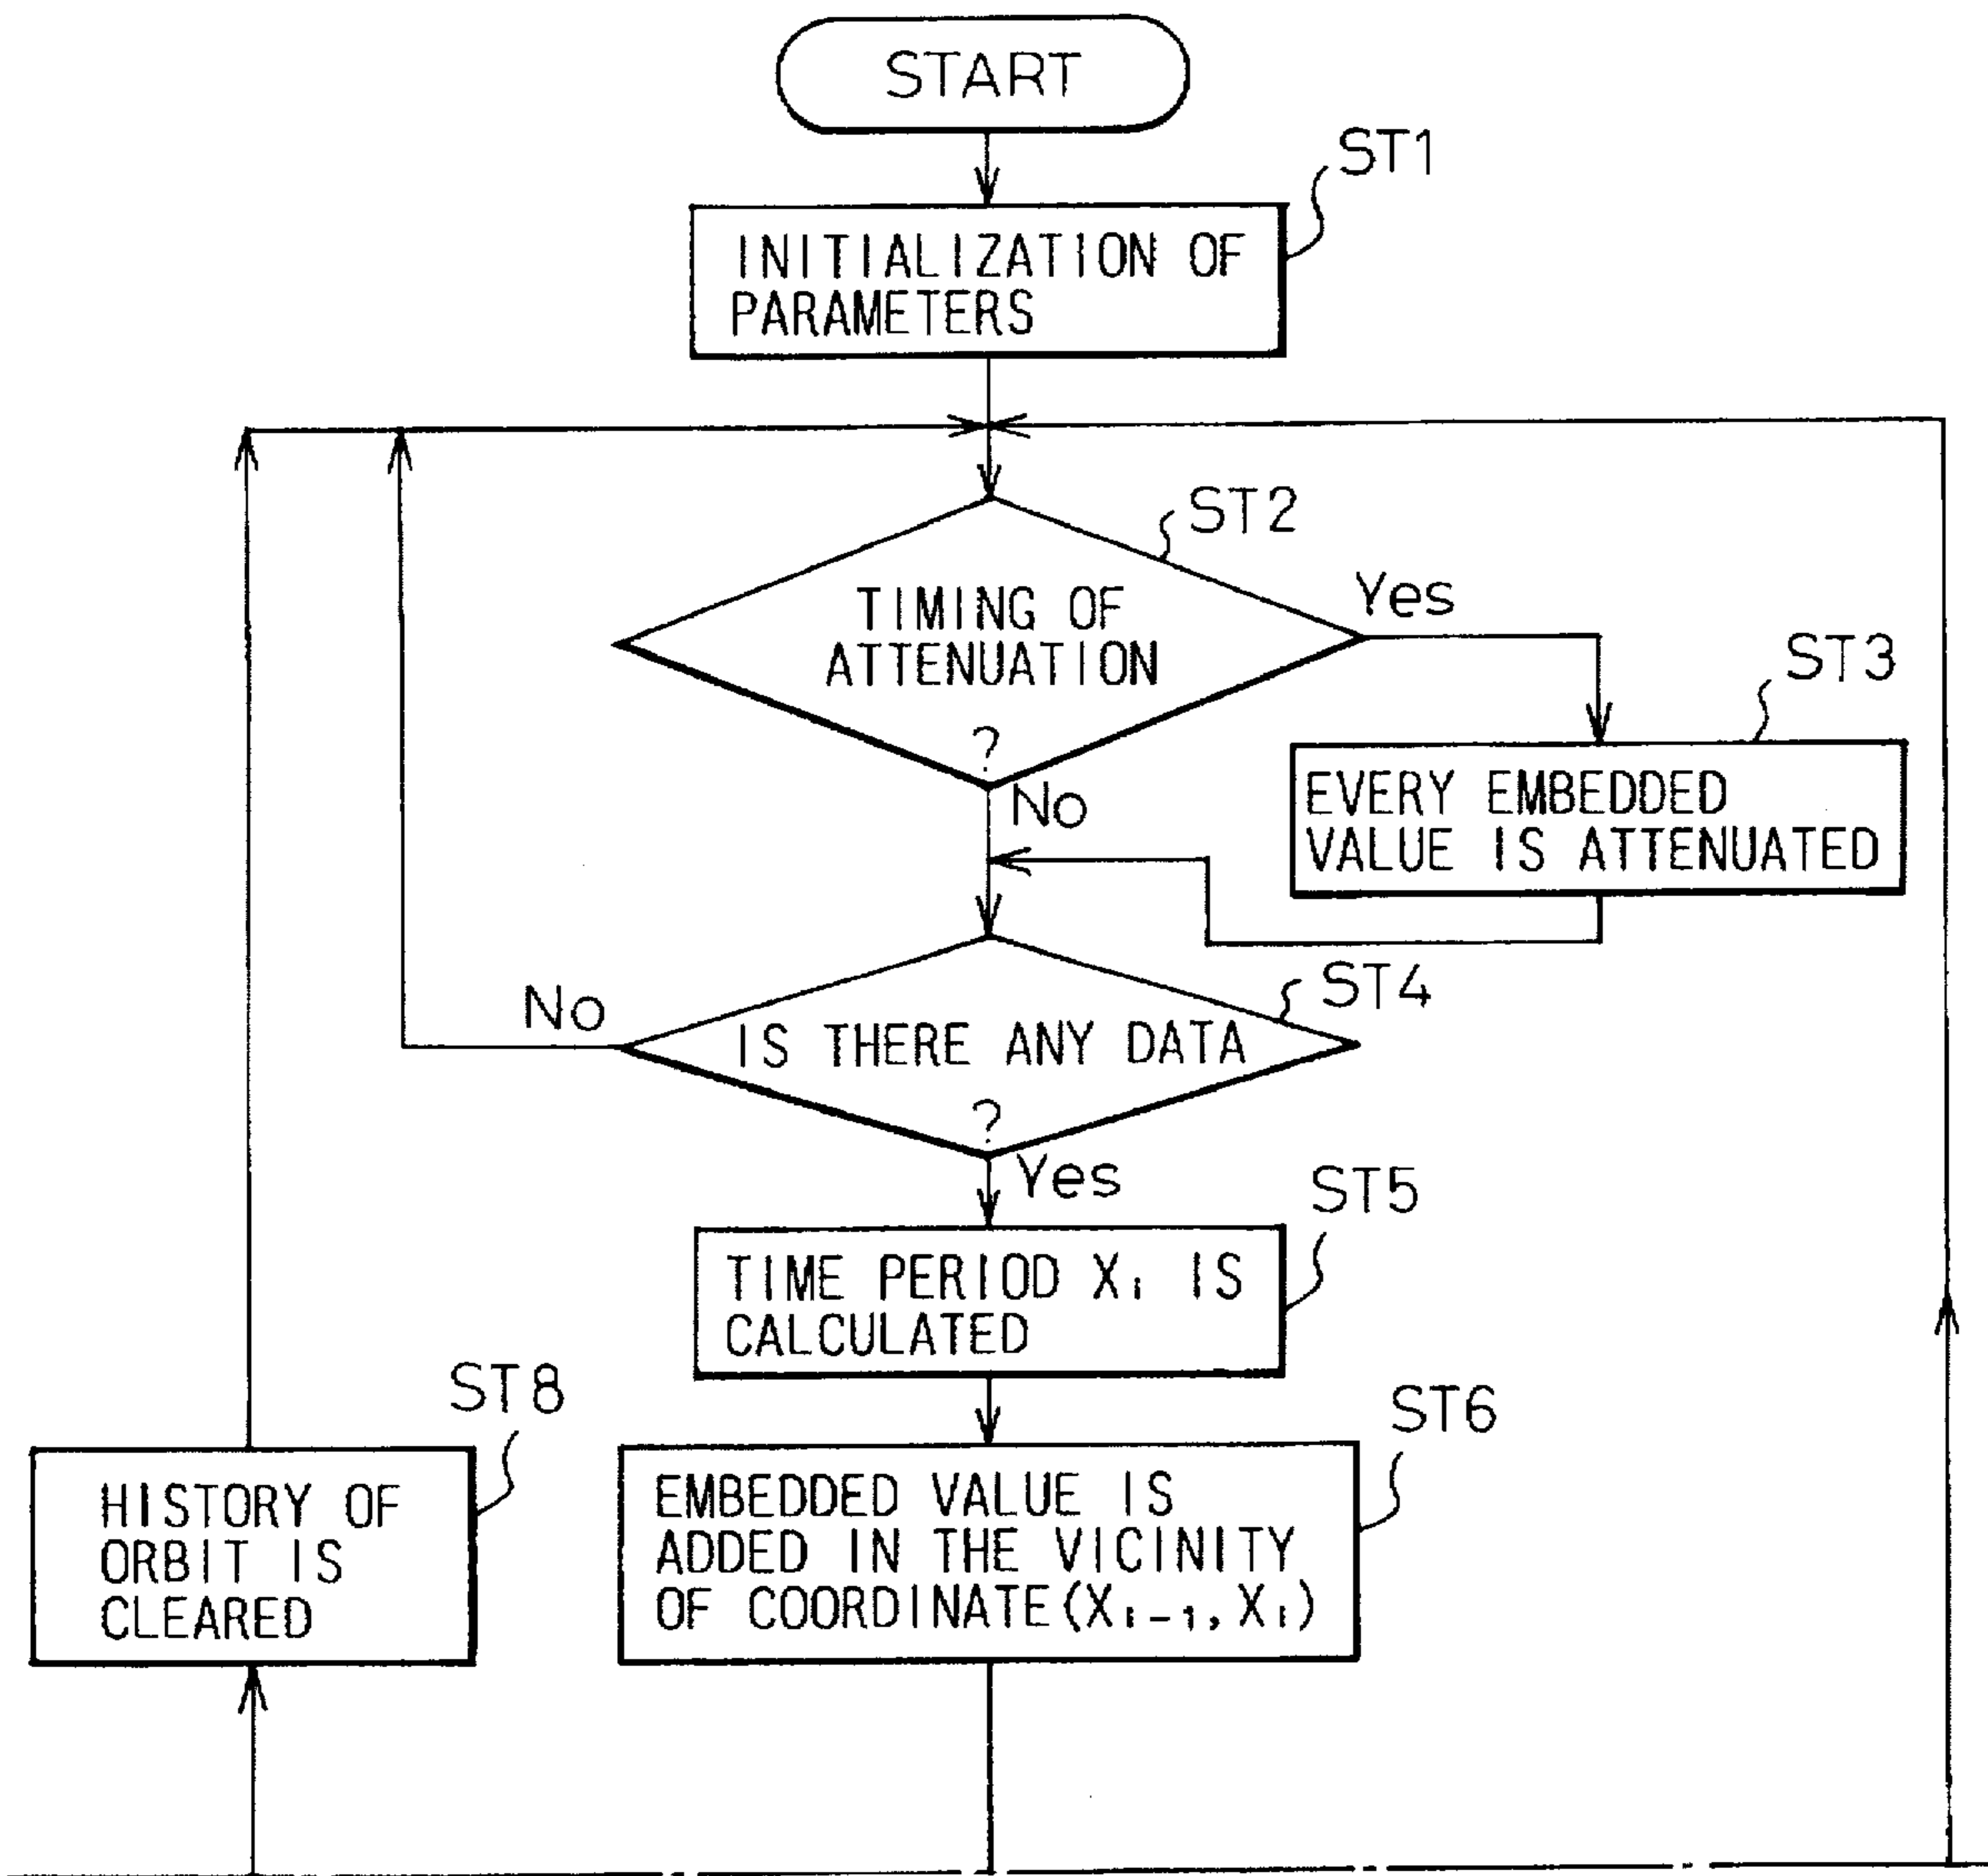 START
ST1
INITIALIZATION OF
PARAMETERS
ST2
TIMING OF
ATTENUATION
?
Yes
No
ST3
EVERY EMBEDDED
VALUE IS ATTENUATED
ST4
IS THERE ANY DATA
?
No
Yes
ST5
TIME PERIOD Xi IS
CALCULATED
ST6
EMBEDDED VALUE IS
ADDED IN THE VICINITY
OF COORDINATE(Xi-1, Xi)
ST8
HISTORY OF
ORBIT IS
CLEARED